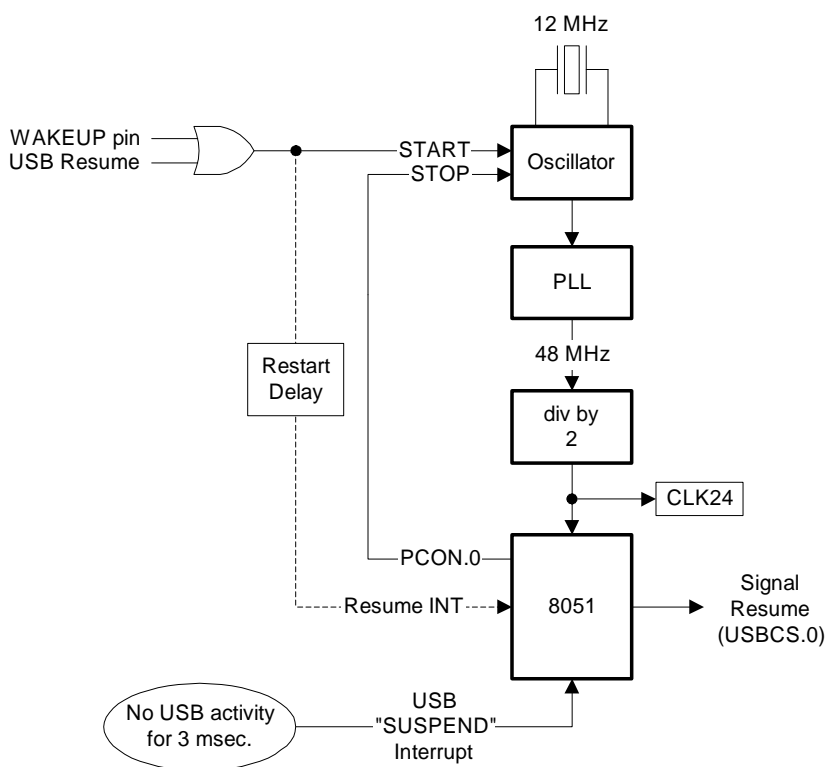 12 MHz
WAKEUP pin
USB Resume
START
STOP
Oscillator
PLL
48 MHz
Restart
Delay
div by
2
CLK24
PCON.0
Resume INT
8051
Signal
Resume
(USBCS.0)
No USB activity
for 3 msec.
USB
"SUSPEND"
Interrupt